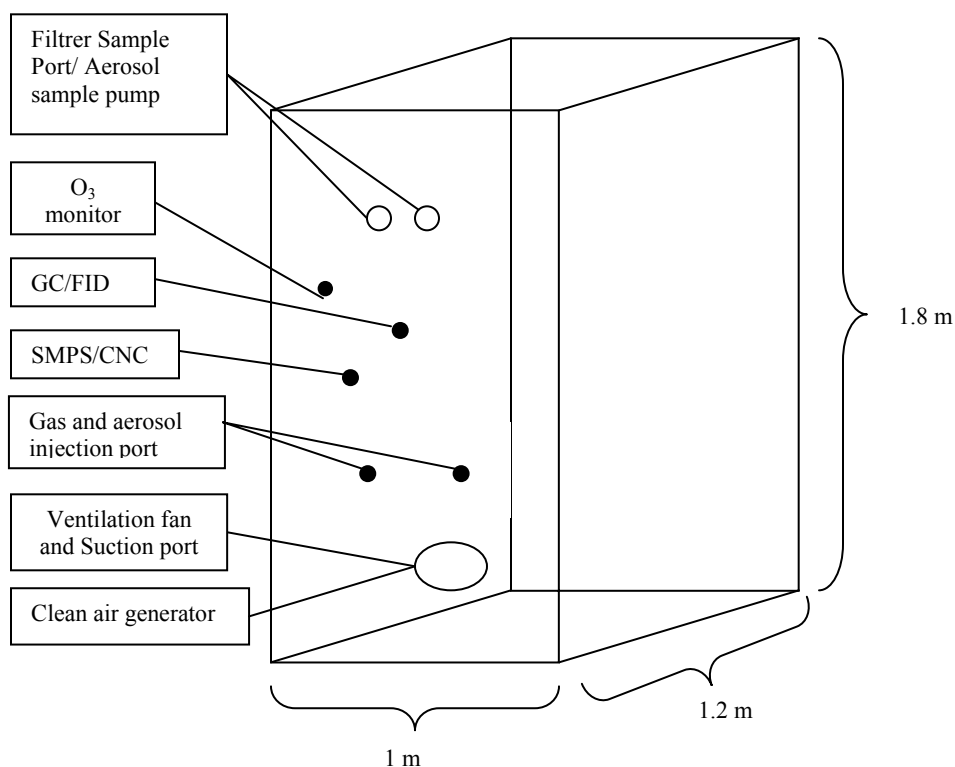 Filtrer Sample
Port/ Aerosol
sample pump
O₃
monitor
GC/FID
SMPS/CNC
Gas and aerosol
injection port
Ventilation fan
and Suction port
Clean air generator
1.8 m
1.2 m
1 m